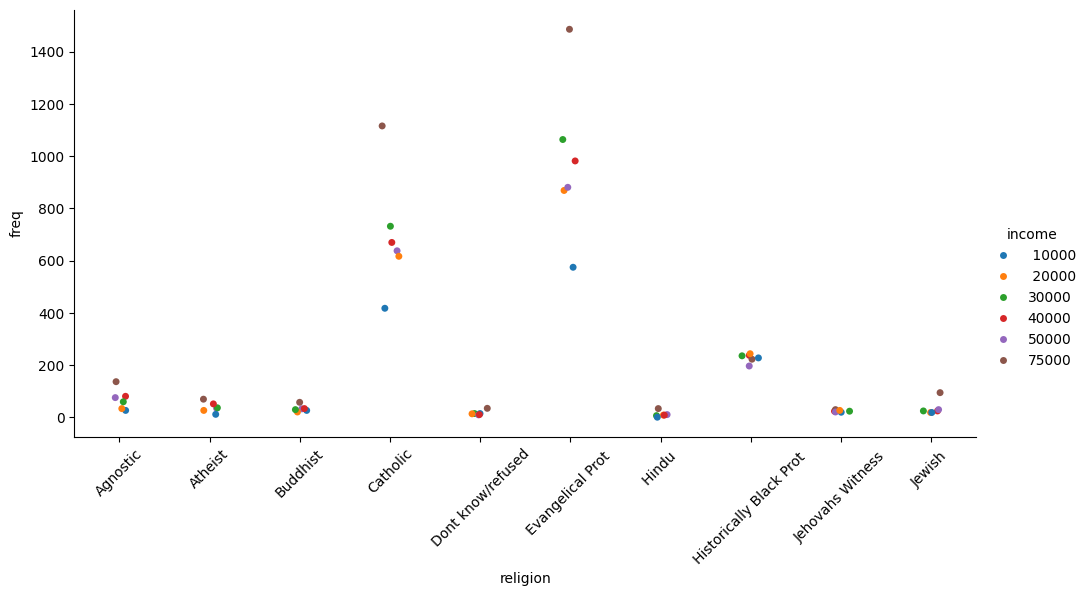 1400
1200
1000
800
600
400
200
0
freq
Agnostic
Atheist
Buddhist
Catholic
Dont know/refused
Evangelical Prot
Hindu
Historically Black Prot
Jehovahs Witness
Jewish
religion
income
10000
20000
30000
40000
50000
75000